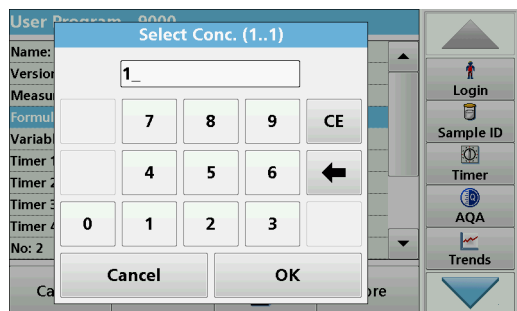 User Program 9000
Select Conc. (1..1)
Name:
Version
Measu
Formul
Variabl
Timer 1
Timer 2
Timer 3
Timer 4
No: 2
1_
7 8 9 CE
4 5 6
0 1 2 3
Cancel OK
Ca ore
Login
Sample ID
Timer
AQA
Trends